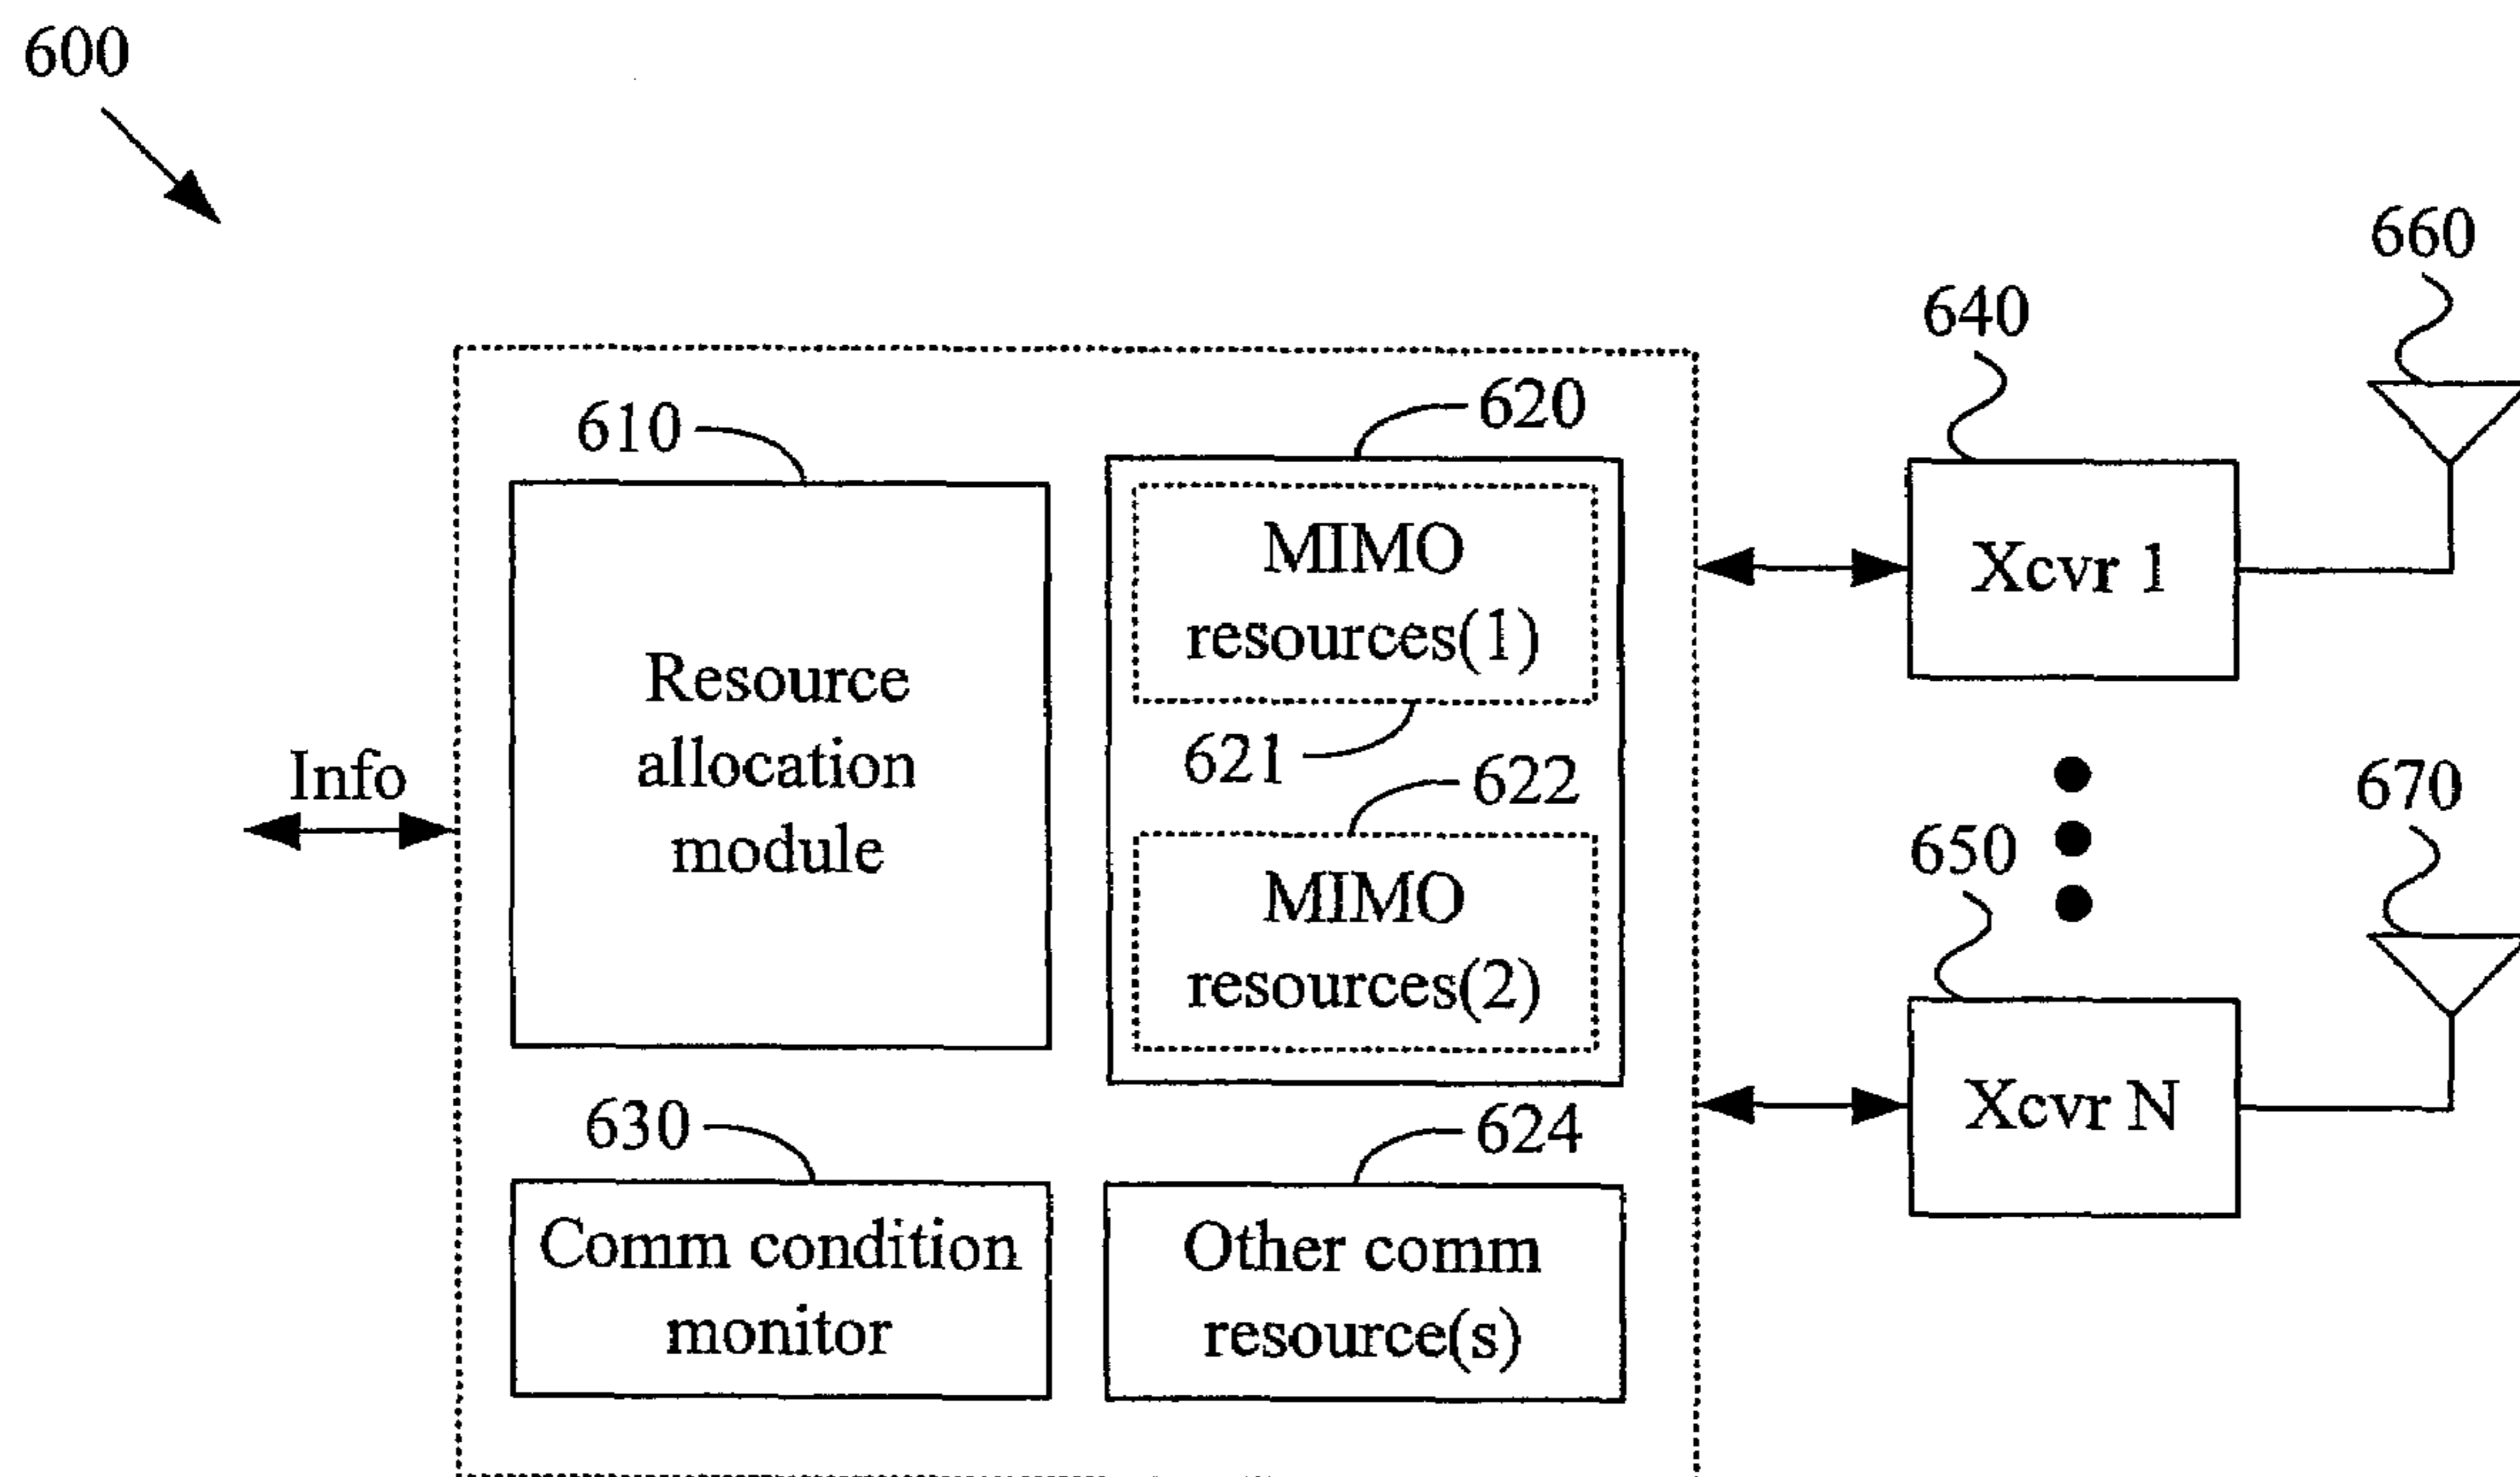 600
660
640
610
620
MIMO
resources(1)
Xcvr 1
Resource
allocation
module
621
622
Info
650
670
MIMO
resources(2)
Xcvr N
630
624
Comm condition
monitor
Other comm
resource(s)